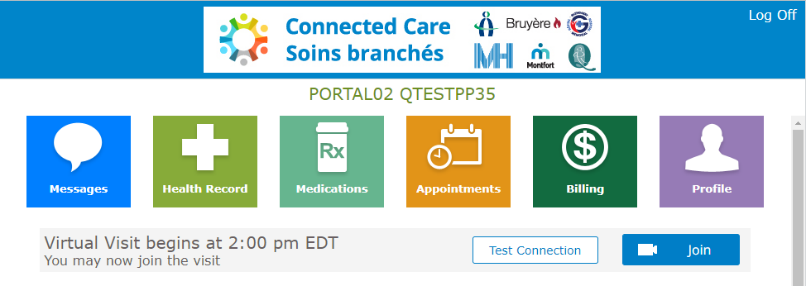 Log Off
Connected Care
Soins branchés
Bruyère
MH
Montfort
PORTAL02 QTESTPP35
Rx
$
Messages
Health Record
Medications
Appointments
Billing
Profile
Virtual Visit begins at 2:00 pm EDT
You may now join the visit
Test Connection
Join